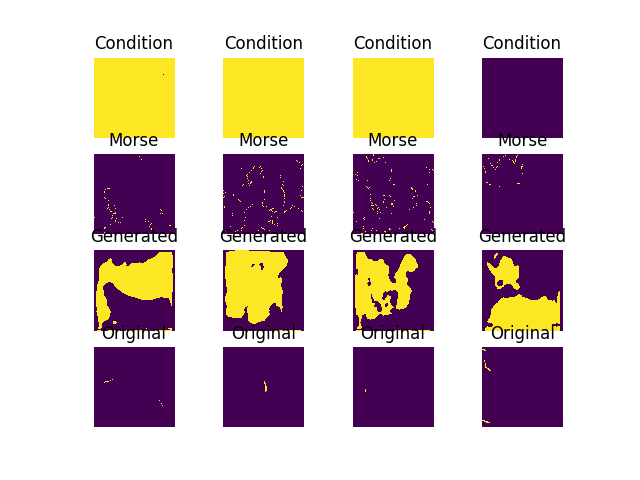 Condition Condition Condition Condition
Morse Morse Morse Morse
Generated Generated Generated Generated
Original Original Original Original